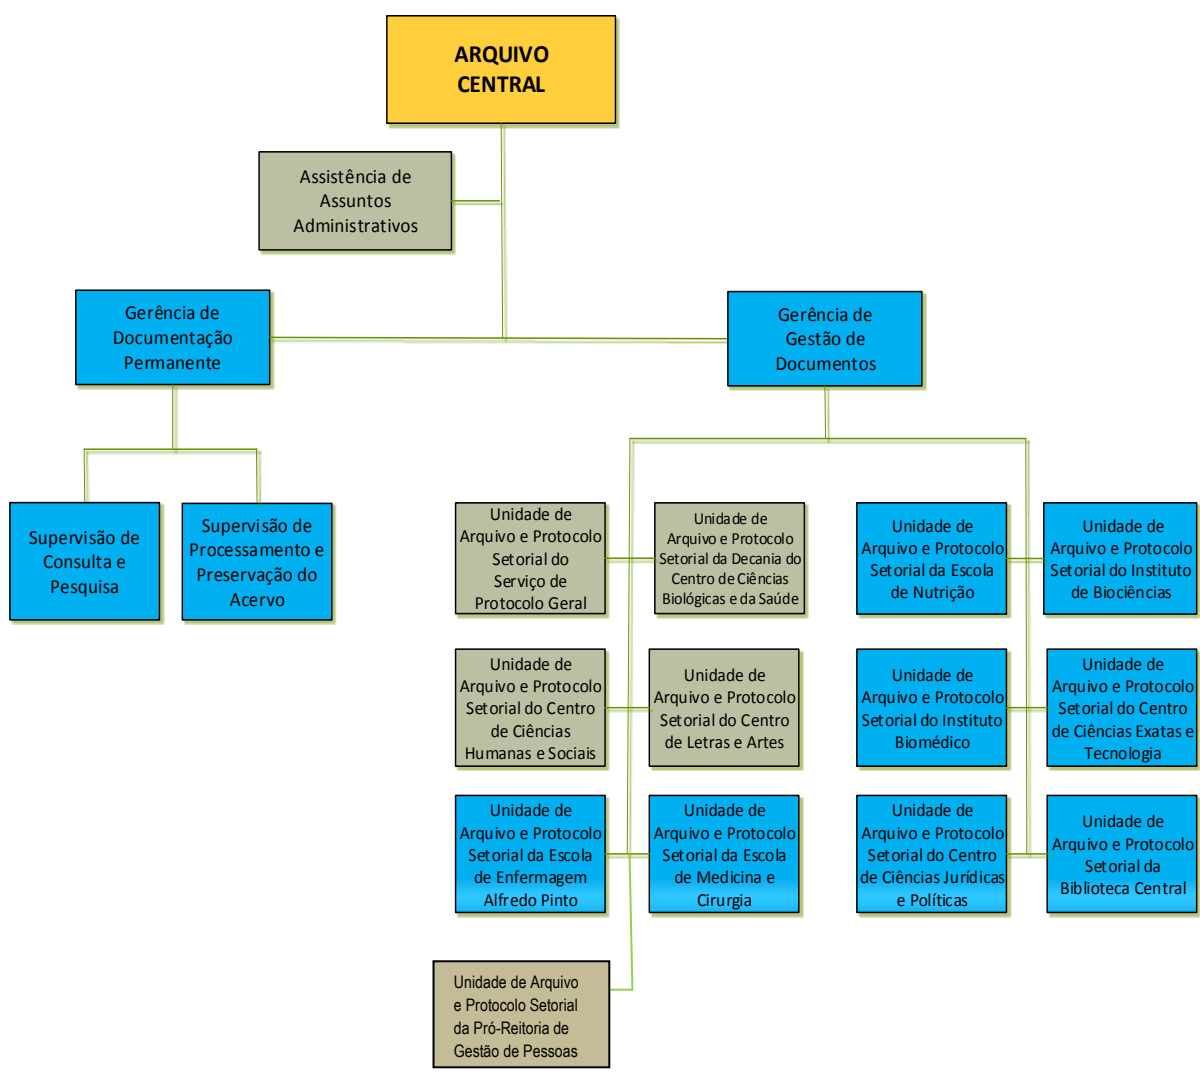 ARQUIVO
CENTRAL
Assistência de
Assuntos
Administrativos
Gerência de
Documentação
Permanente
Gerência de
Gestão de
Documentos
Supervisão de
Consulta e
Pesquisa
Supervisão de
Processamento e
Preservação do
Acervo
Unidade de
Arquivo e Protocolo
Setorial do
Serviço de
Protocolo Geral
Unidade de
Arquivo e Protocolo
Setorial da Decania do
Centro de Ciências
Biológicas e da Saúde
Unidade de
Arquivo e Protocolo
Setorial da Escola
de Nutrição
Unidade de
Arquivo e Protocolo
Setorial do Instituto
de Biociências
Unidade de
Arquivo e Protocolo
Setorial do Centro
de Ciências
Humanas e Sociais
Unidade de
Arquivo e Protocolo
Setorial do Centro
de Letras e Artes
Unidade de
Arquivo e Protocolo
Setorial do Instituto
Biomédico
Unidade de
Arquivo e Protocolo
Setorial do Centro
de Ciências Exatas e
Tecnologia
Unidade de
Arquivo e Protocolo
Setorial da Escola
de Enfermagem
Alfredo Pinto
Unidade de
Arquivo e Protocolo
Setorial da Escola
de Medicina e
Cirurgia
Unidade de
Arquivo e Protocolo
Setorial do Centro
de Ciências Jurídicas
e Políticas
Unidade de
Arquivo e Protocolo
Setorial da
Biblioteca Central
Unidade de Arquivo
e Protocolo Setorial
da Pró-Reitoria de
Gestão de Pessoas